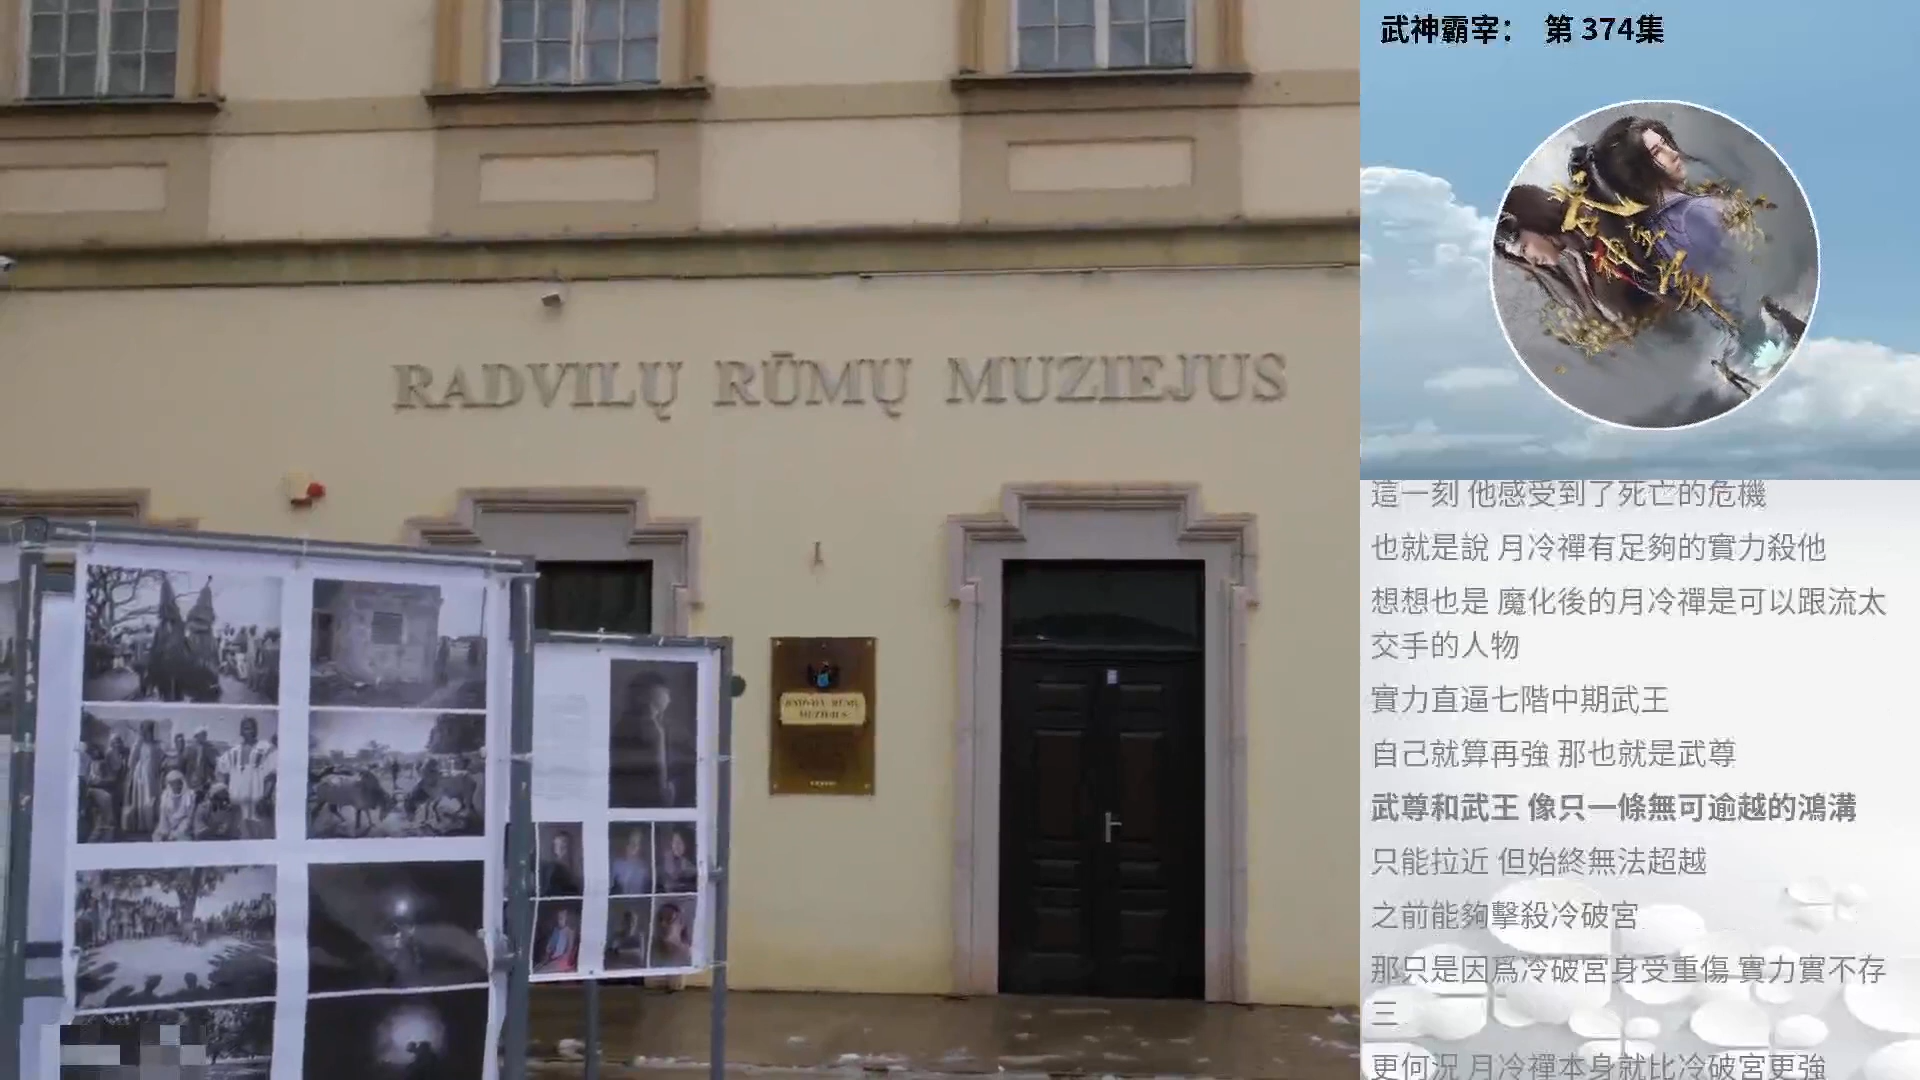 RADVILŲ RŪMŲ MUZIEJUS
RADVILŲ RŪMŲ
MUZIEJUS
武神霸宰： 第 374集
這一刻 他感受到了死亡的危機
也就是說 月冷禪有足夠的實力殺他
想想也是 魔化後的月冷禪是可以跟流太
交手的人物
實力直逼七階中期武王
自己就算再強 那也就是武尊
武尊和武王 像只一條無可逾越的鴻溝
只能拉近 但始終無法超越
之前能夠擊殺冷破宮
那只是因爲冷破宮身受重傷 實力實不存
三
更何況 月冷禪本身就比冷破宮更強